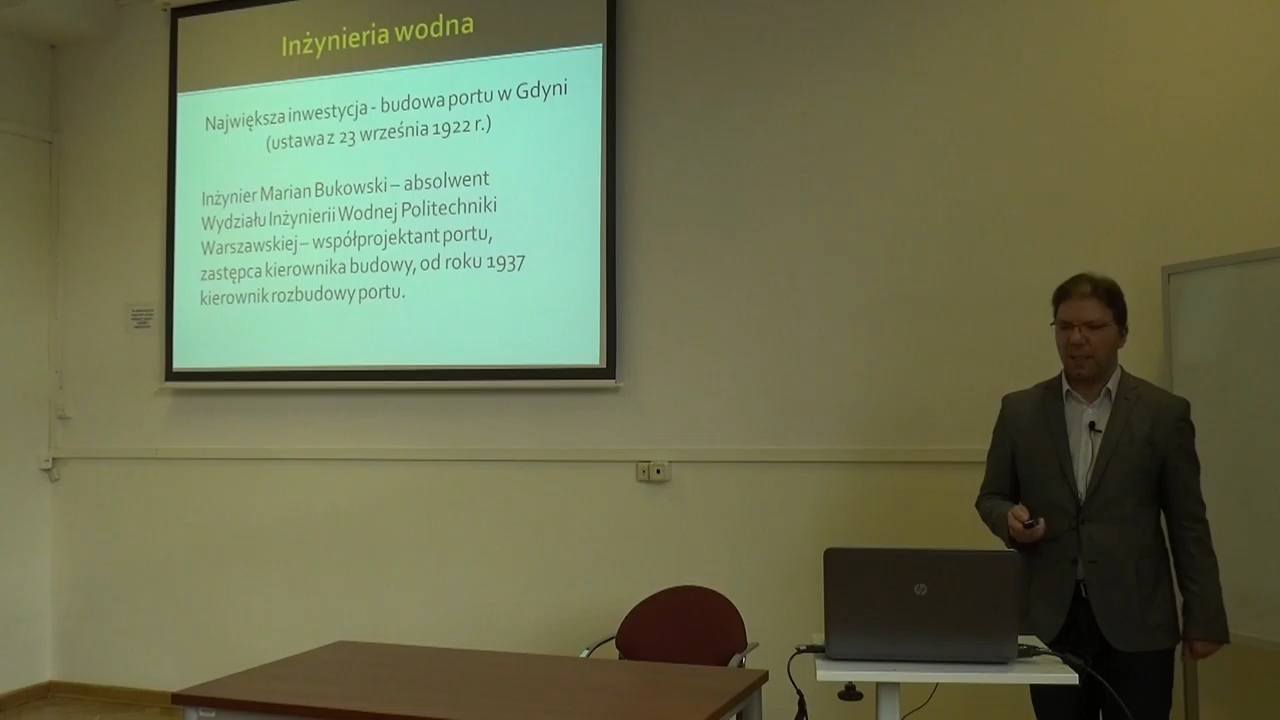 Inżynieria wodna
Największa inwestycja - budowa portu w Gdyni
(ustawa z 23 września 1922 r.)
Inżynier Marian Bukowski – absolwent
Wydziału Inżynierii Wodnej Politechniki
Warszawskiej – współprojektant portu,
zastępca kierownika budowy, od roku 1937
kierownik rozbudowy portu.
hp